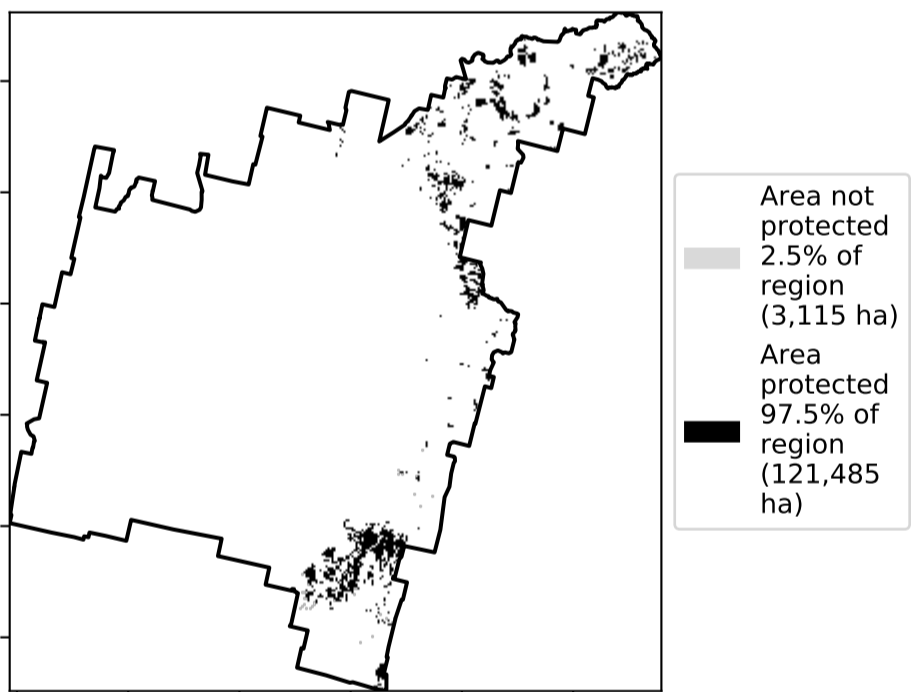 Area not
protected
2.5% of
region
(3,115 ha)
Area
protected
97.5% of
region
(121,485
ha)